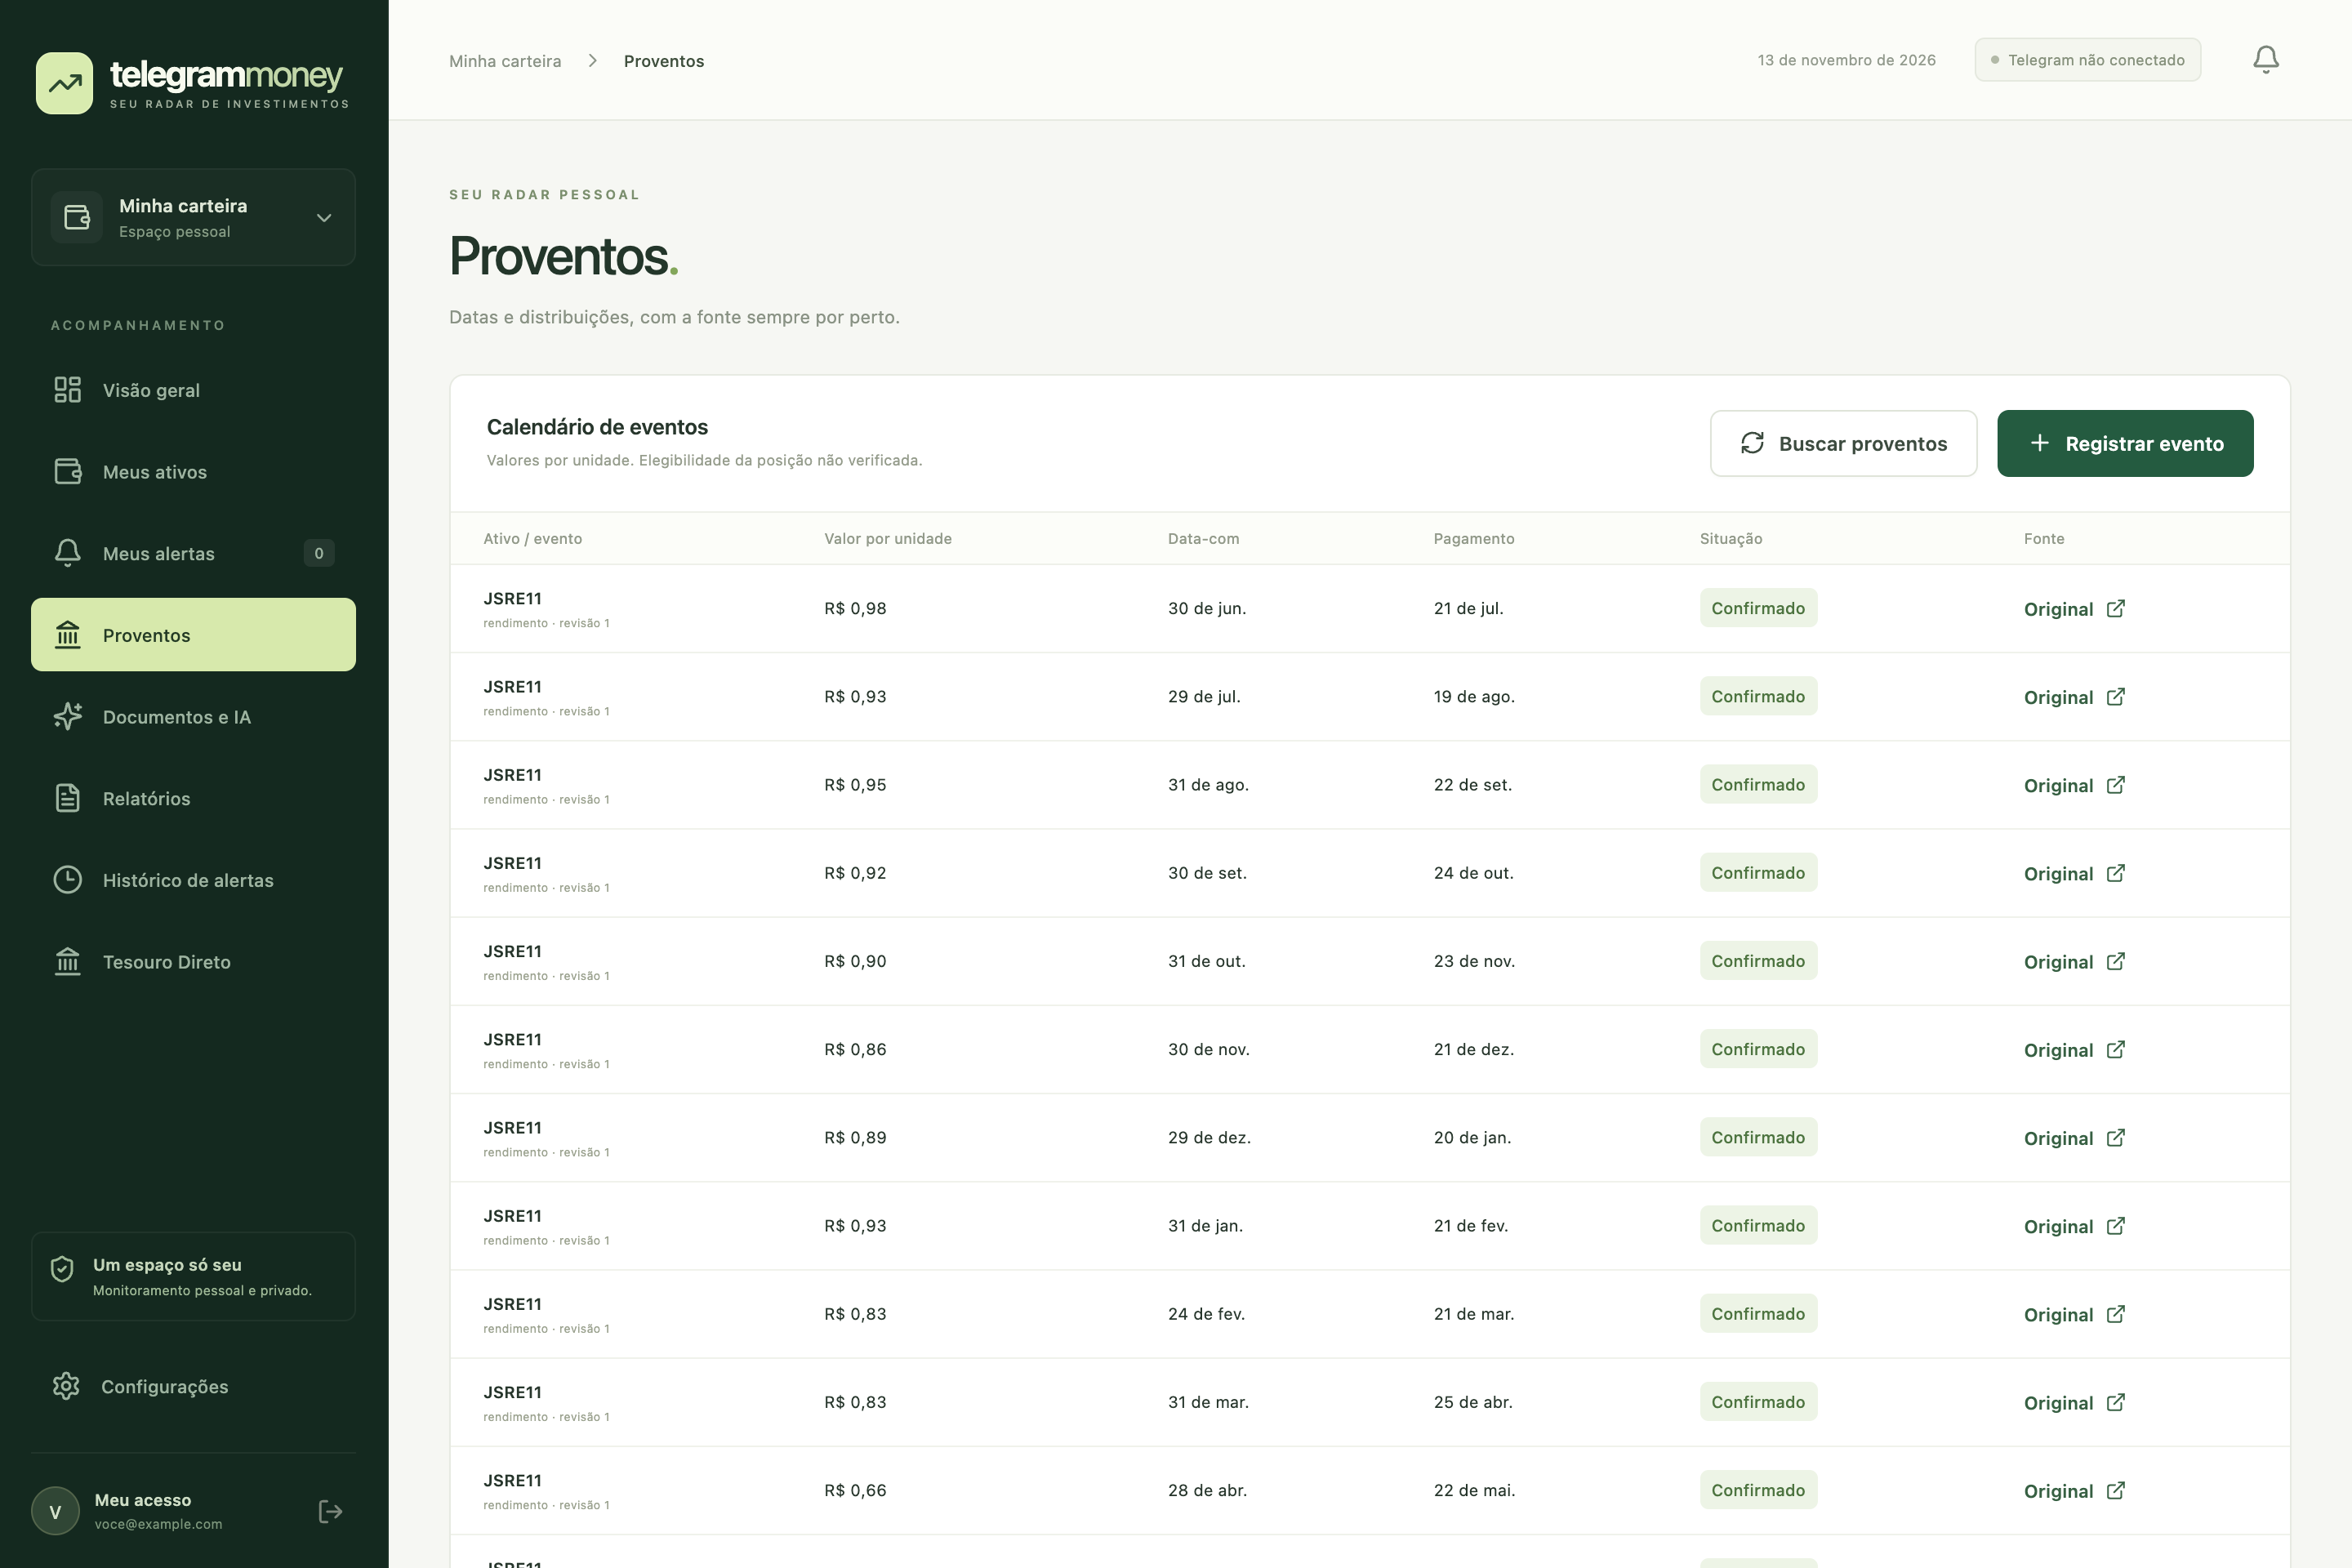 telegrammoney
SEU RADAR DE INVESTIMENTOS
Minha carteira
Espaço pessoal
ACOMPANHAMENTO
Visão geral
Meus ativos
Meus alertas 0
Proventos
Documentos e IA
Relatórios
Histórico de alertas
Tesouro Direto
Um espaço só seu
Monitoramento pessoal e privado.
Configurações
V
Meu acesso
voce@example.com
Minha carteira > Proventos
13 de novembro de 2026
Telegram não conectado
SEU RADAR PESSOAL
Proventos.
Datas e distribuições, com a fonte sempre por perto.
Calendário de eventos
Valores por unidade. Elegibilidade da posição não verificada.
Buscar proventos
+ Registrar evento
Ativo / evento Valor por unidade Data-com Pagamento Situação Fonte
JSRE11
rendimento · revisão 1
R$ 0,98 30 de jun. 21 de jul. Confirmado Original
JSRE11
rendimento · revisão 1
R$ 0,93 29 de jul. 19 de ago. Confirmado Original
JSRE11
rendimento · revisão 1
R$ 0,95 31 de ago. 22 de set. Confirmado Original
JSRE11
rendimento · revisão 1
R$ 0,92 30 de set. 24 de out. Confirmado Original
JSRE11
rendimento · revisão 1
R$ 0,90 31 de out. 23 de nov. Confirmado Original
JSRE11
rendimento · revisão 1
R$ 0,86 30 de nov. 21 de dez. Confirmado Original
JSRE11
rendimento · revisão 1
R$ 0,89 29 de dez. 20 de jan. Confirmado Original
JSRE11
rendimento · revisão 1
R$ 0,93 31 de jan. 21 de fev. Confirmado Original
JSRE11
rendimento · revisão 1
R$ 0,83 24 de fev. 21 de mar. Confirmado Original
JSRE11
rendimento · revisão 1
R$ 0,83 31 de mar. 25 de abr. Confirmado Original
JSRE11
rendimento · revisão 1
R$ 0,66 28 de abr. 22 de mai. Confirmado Original